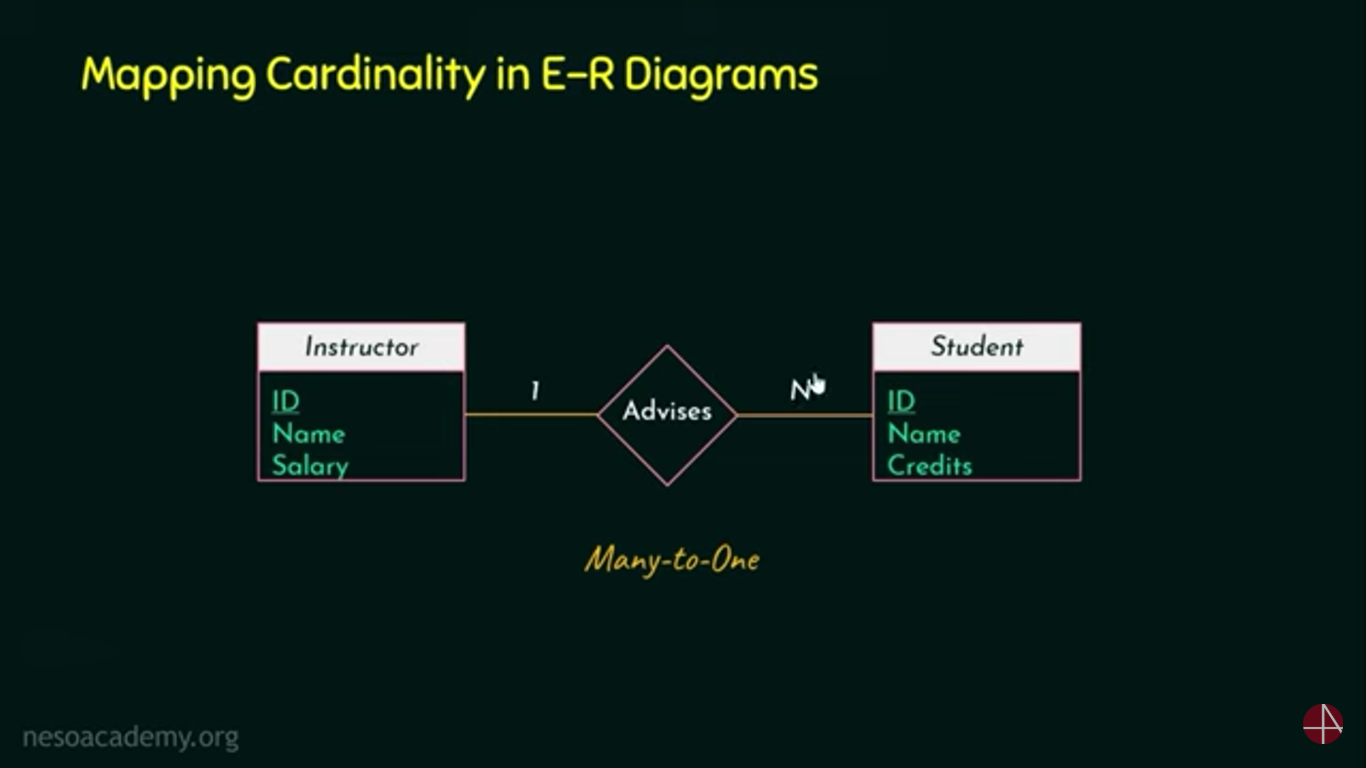 Mapping Cardinality in E-R Diagrams
Instructor
ID
Name
Salary
1
Advises
N
Student
ID
Name
Credits
Many-to-One
nesoacademy.org